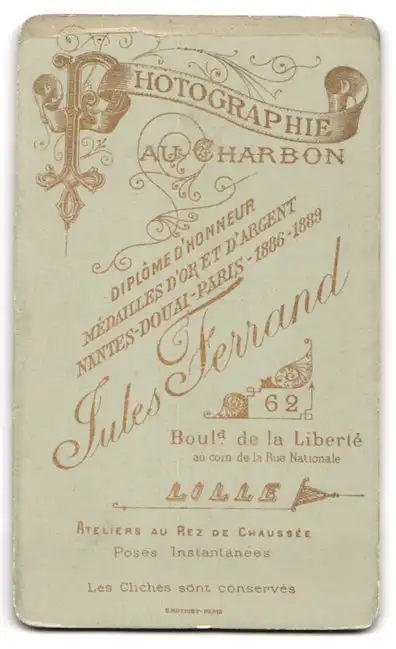 PHOTOGRAPHIE
AU CHARBON
DIPLÔME D'HONNEUR
MÉDAILLES D'OR ET D'ARGENT
NANTES-DOUAI-PARIS-1886-1889
Jules Ferrand
62
Boulᵈ de la Liberté
au coin de la Rue Nationale
LILLE
ATELIERS AU REZ DE CHAUSSÉE
Poses Instantanées
Les Clichés sont conservés